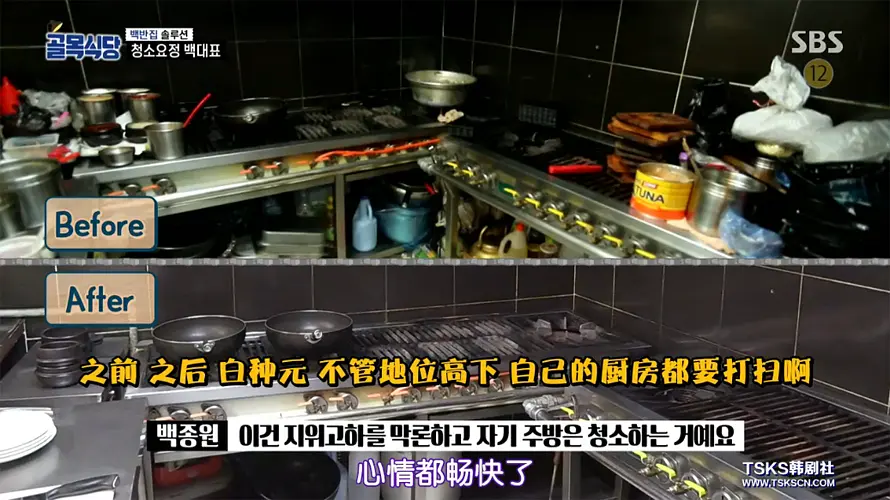 골목식당
백반집 솔루션
청소요정 백대표
SBS
12
TUNA
Before
After
之前 之后 白种元 不管地位高下 自己的厨房都要打扫啊
백종원 이건 지위고하를 막론하고 자기 주방은 청소하는 거예요
心情都畅快了
TSKS韩剧社
WWW.TSKSCN.COM